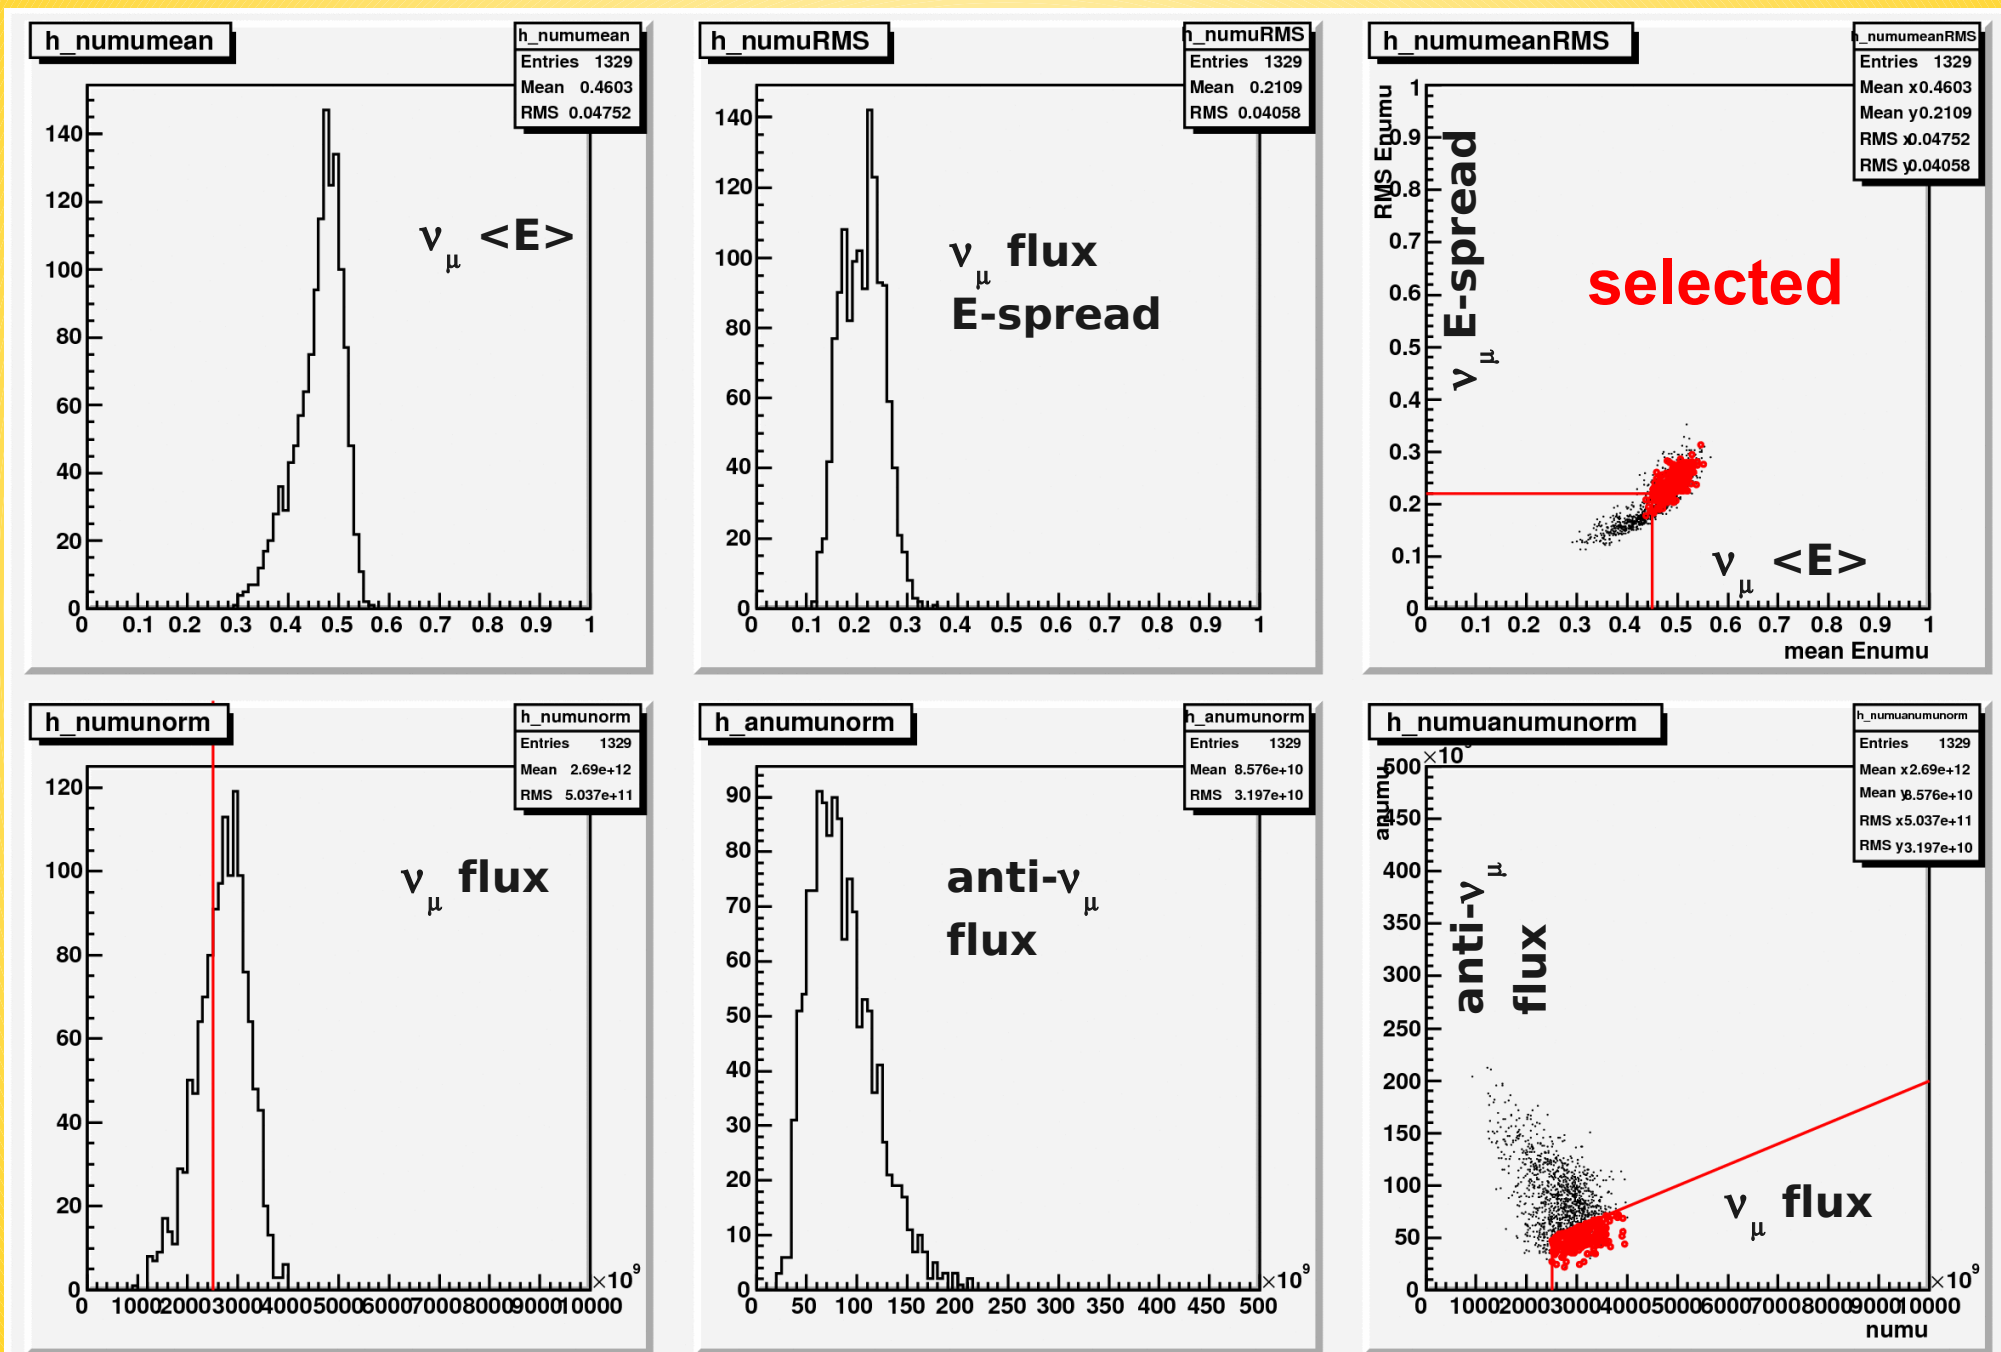 h_numumean
h_numumean
Entries 1329
Mean 0.4603
RMS 0.04752
140
120
100
80
60
40
20
0
0 0.1 0.2 0.3 0.4 0.5 0.6 0.7 0.8 0.9 1
νμ <E>
h_numuRMS
h_numuRMS
Entries 1329
Mean 0.2109
RMS 0.04058
140
120
100
80
60
40
20
0
0 0.1 0.2 0.3 0.4 0.5 0.6 0.7 0.8 0.9 1
νμ flux
E-spread
h_numumeanRMS
h_numumeanRMS
Entries 1329
Mean x 0.4603
Mean y 0.2109
RMS x 0.04752
RMS y 0.04058
RMS Enumu
νμ E-spread
1
0.9
0.8
0.7
0.6
0.5
0.4
0.3
0.2
0.1
0
selected
νμ <E>
0 0.1 0.2 0.3 0.4 0.5 0.6 0.7 0.8 0.9 1
mean Enumu
h_numunorm
h_numunorm
Entries 1329
Mean 2.69e+12
RMS 5.037e+11
120
100
80
60
40
20
0
νμ flux
×10⁹
0 1000 2000 3000 4000 5000 6000 7000 8000 9000 10000
h_anumunorm
h_anumunorm
Entries 1329
Mean 8.576e+10
RMS 3.197e+10
90
80
70
60
50
40
30
20
10
0
anti-νμ
flux
×10⁹
0 50 100 150 200 250 300 350 400 450 500
h_numuanumunorm
h_numuanumunorm
Entries 1329
Mean x 2.69e+12
Mean y 8.576e+10
RMS x 5.037e+11
RMS y 3.197e+10
×10⁹
anumu
500
450
400
350
300
250
200
150
100
50
0
anti-νμ
flux
νμ flux
×10⁹
0 1000 2000 3000 4000 5000 6000 7000 8000 9000 10000
numu